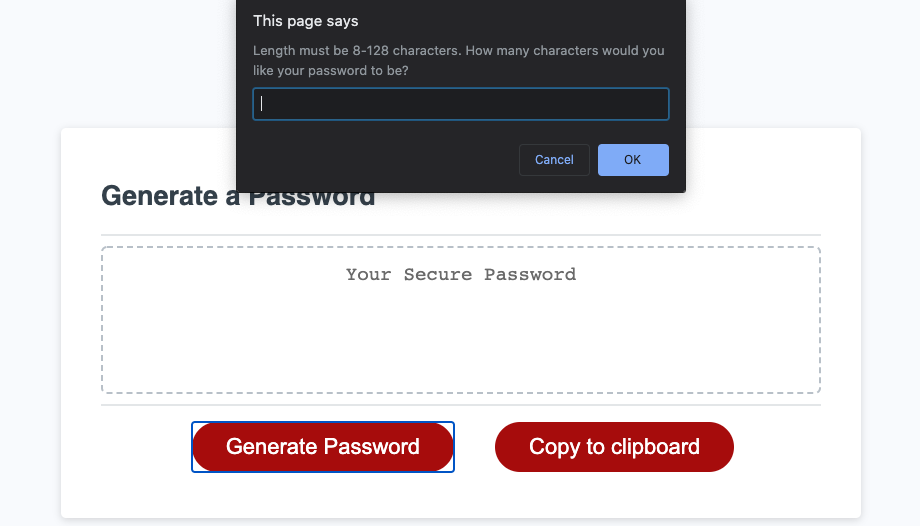 This page says
Length must be 8-128 characters. How many characters would you
like your password to be?
Cancel
OK
Generate a Password
Your Secure Password
Generate Password
Copy to clipboard